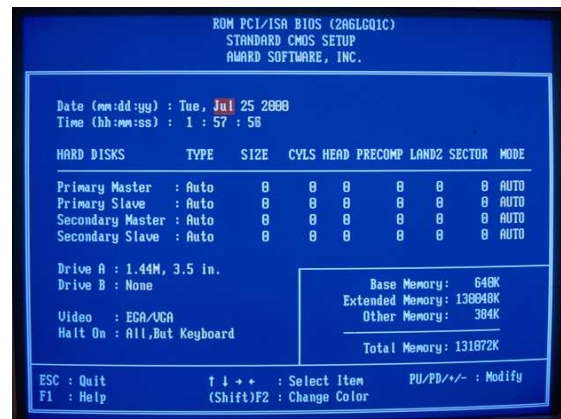 ROM PCI/ISA BIOS (2A6LGQ1C)
STANDARD CMOS SETUP
AWARD SOFTWARE, INC.
Date (mm:dd:yy) : Tue, Jul 25 2000
Time (hh:mm:ss) : 1 : 57 : 56
HARD DISKS TYPE SIZE CYLS HEAD PRECOMP LANDZ SECTOR MODE
Primary Master : Auto 0 0 0 0 0 0 AUTO
Primary Slave : Auto 0 0 0 0 0 0 AUTO
Secondary Master : Auto 0 0 0 0 0 0 AUTO
Secondary Slave : Auto 0 0 0 0 0 0 AUTO
Drive A : 1.44M, 3.5 in.
Drive B : None
Video : EGA/VGA
Halt On : All,But Keyboard
Base Memory: 640K
Extended Memory: 130048K
Other Memory: 384K
Total Memory: 131072K
ESC : Quit ↑ ↓ → ← : Select Item PU/PD/+/- : Modify
F1 : Help (Shift)F2 : Change Color